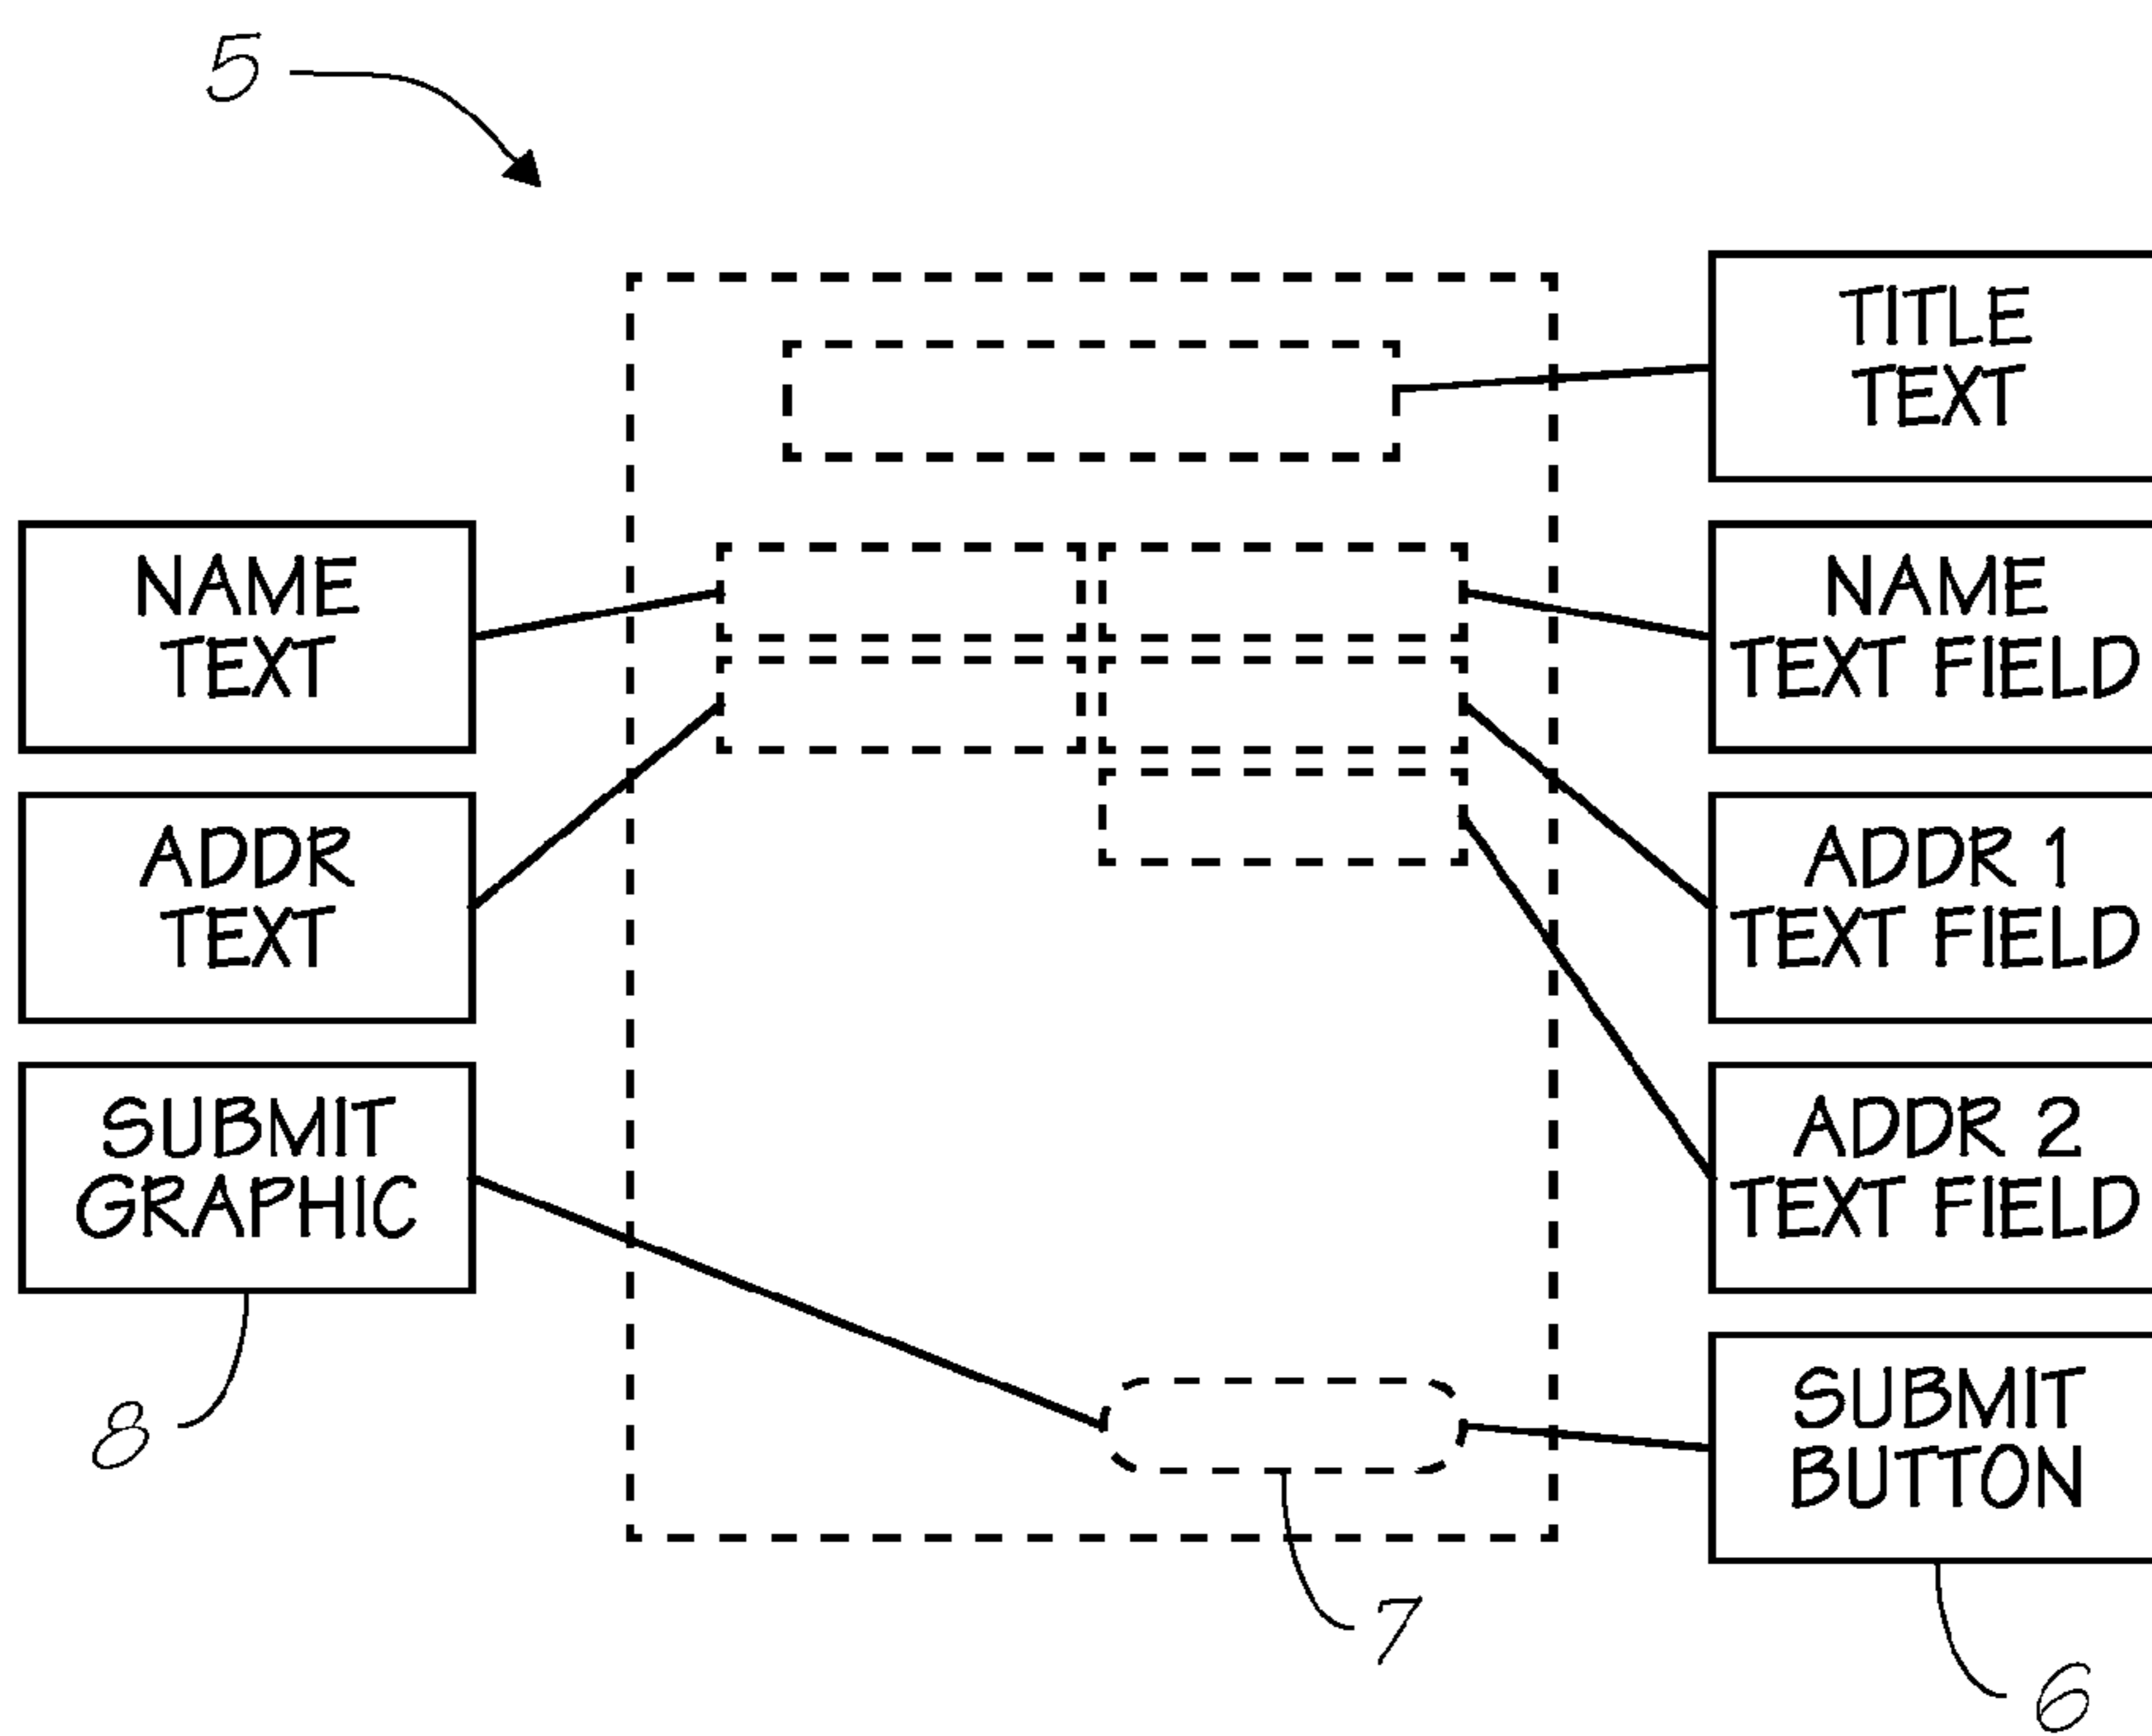 5
TITLE
TEXT
NAME
TEXT
NAME
TEXT FIELD
ADDR
TEXT
ADDR 1
TEXT FIELD
SUBMIT
GRAPHIC
ADDR 2
TEXT FIELD
SUBMIT
BUTTON
8
7
6